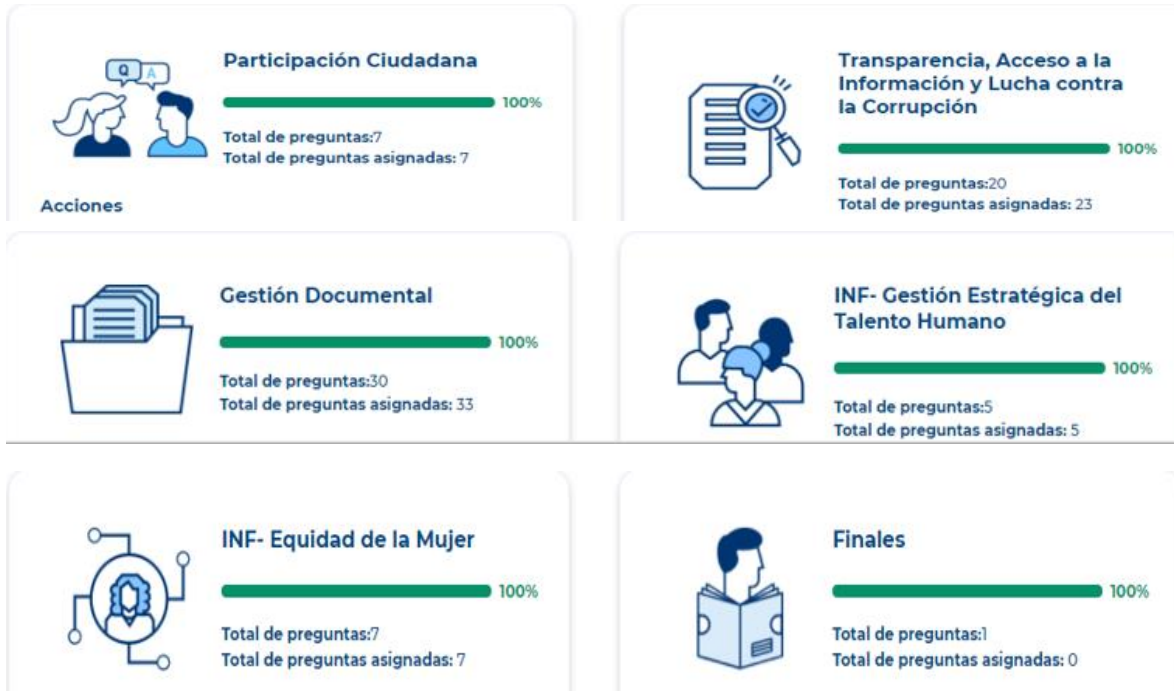 Q A
Participación Ciudadana
100%
Total de preguntas:7
Total de preguntas asignadas: 7
Acciones
Transparencia, Acceso a la
Información y Lucha contra
la Corrupción
100%
Total de preguntas:20
Total de preguntas asignadas: 23
Gestión Documental
100%
Total de preguntas:30
Total de preguntas asignadas: 33
INF- Gestión Estratégica del
Talento Humano
100%
Total de preguntas:5
Total de preguntas asignadas: 5
INF- Equidad de la Mujer
100%
Total de preguntas:7
Total de preguntas asignadas: 7
Finales
100%
Total de preguntas:1
Total de preguntas asignadas: 0